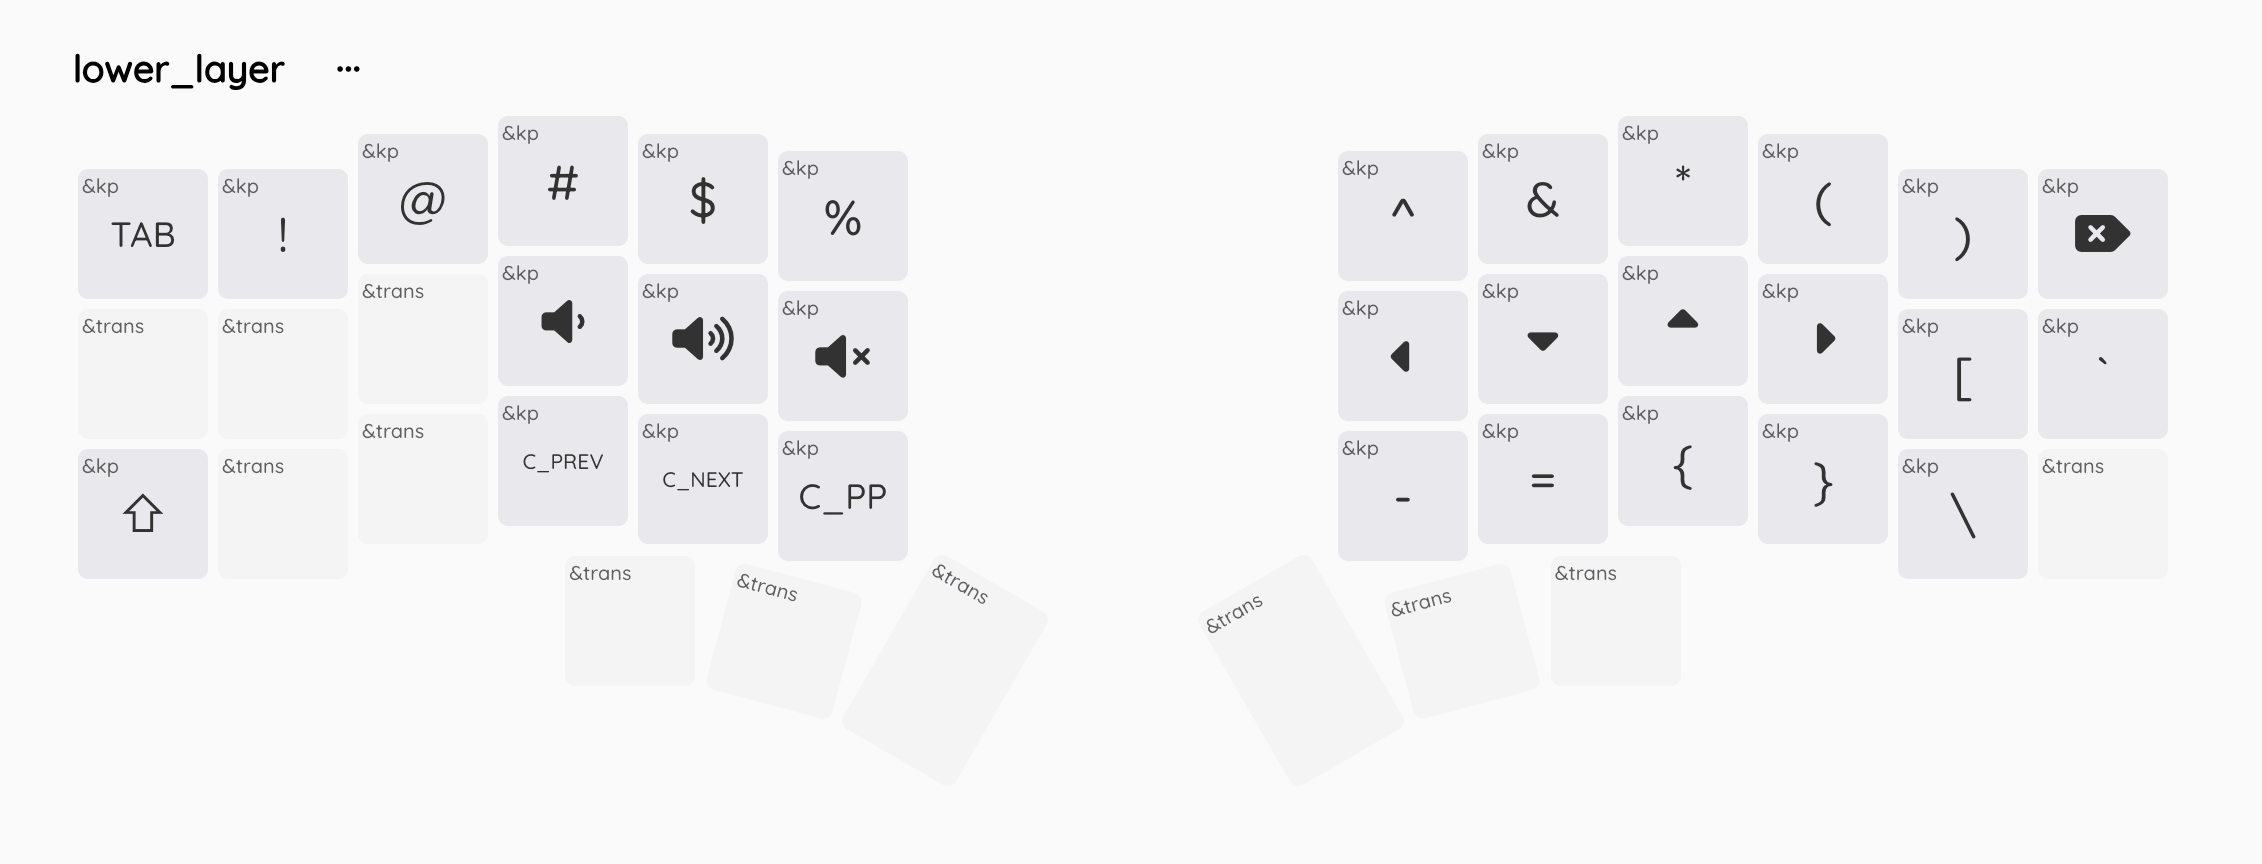 lower_layer ...
&kp &kp &kp &kp &kp &kp &kp &kp &kp &kp &kp &kp
TAB ! @ # $ % ^ & * ( ) 
&trans &trans &trans &kp &kp &kp &kp &kp &kp &kp &kp &kp
[ `
&kp &trans &trans &kp &kp &kp &kp &kp &kp &kp &kp &trans
C_PREV C_NEXT C_PP - = { } \
&trans &trans &trans &trans &trans &trans